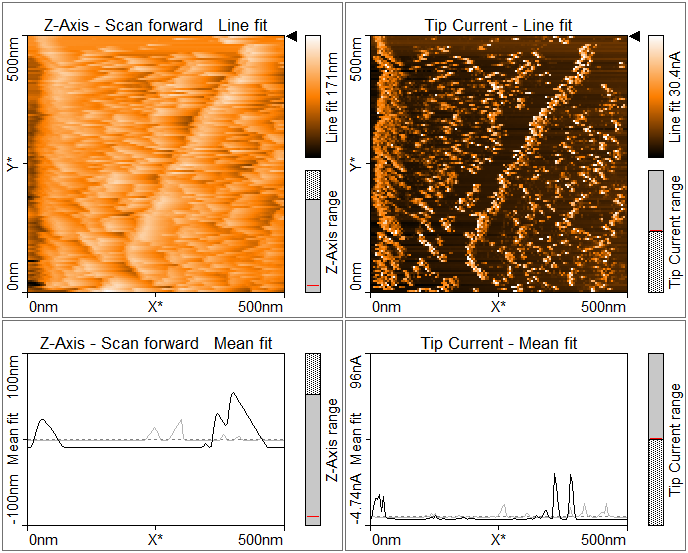 Z-Axis - Scan forward Line fit
500nm
Y*
0nm
0nm
X*
500nm
Line fit 171nm
Z-Axis range
Tip Current - Line fit
500nm
Y*
0nm
0nm
X*
500nm
Line fit 30.4nA
Tip Current range
Z-Axis - Scan forward Mean fit
100nm
Mean fit
-100nm
0nm
X*
500nm
Z-Axis range
Tip Current - Mean fit
96nA
Mean fit
-4.74nA
0nm
X*
500nm
Tip Current range